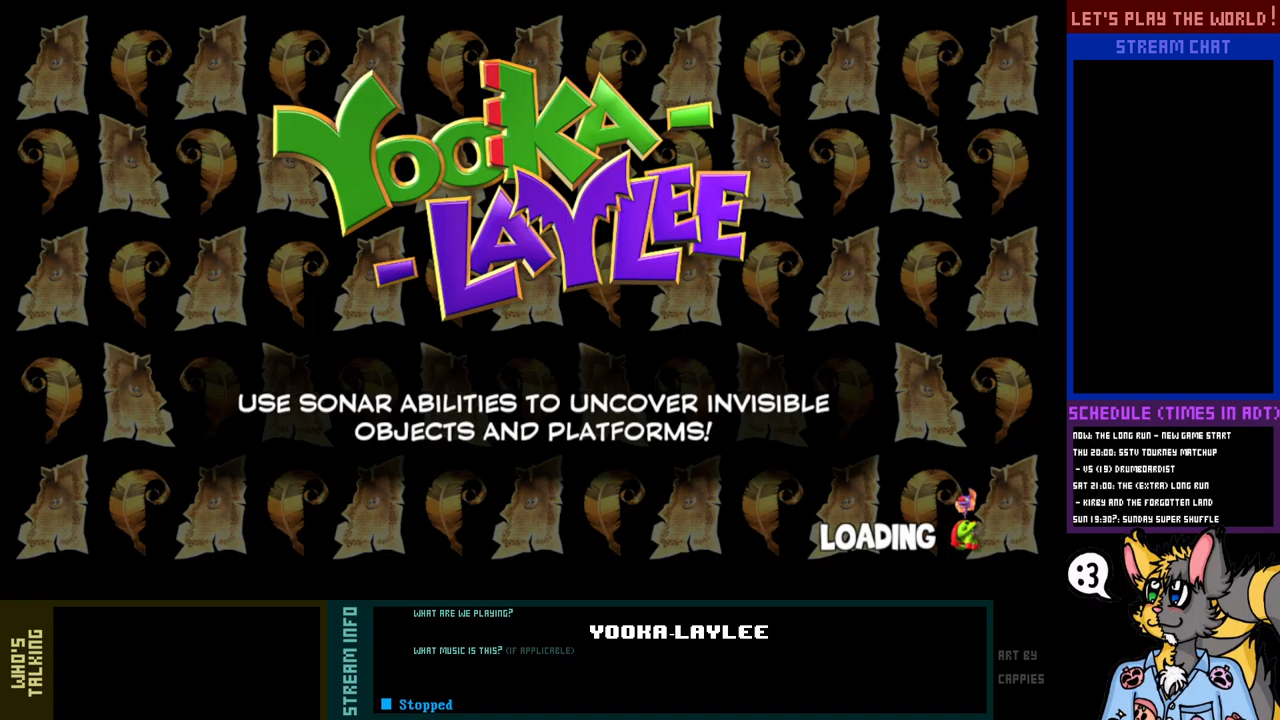 YOOKA-
-LAYLEE
USE SONAR ABILITIES TO UNCOVER INVISIBLE
OBJECTS AND PLATFORMS!
LOADING
LET'S PLAY THE WORLD!
STREAM CHAT
SCHEDULE (TIMES IN ADT)
NOW: THE LONG RUN - NEW GAME START
THU 20:00: SSTV TOURNEY MATCHUP
- VS (19) DRUMBOARDIST
SAT 21:00: THE (EXTRA) LONG RUN
- KIRBY AND THE FORGOTTEN LAND
SUN 19:30?: SUNDAY SUPER SHUFFLE
:3
WHO'S
TALKING
STREAM INFO
WHAT ARE WE PLAYING?
YOOKA-LAYLEE
WHAT MUSIC IS THIS? (IF APPLICABLE)
Stopped
ART BY
CAPPIES